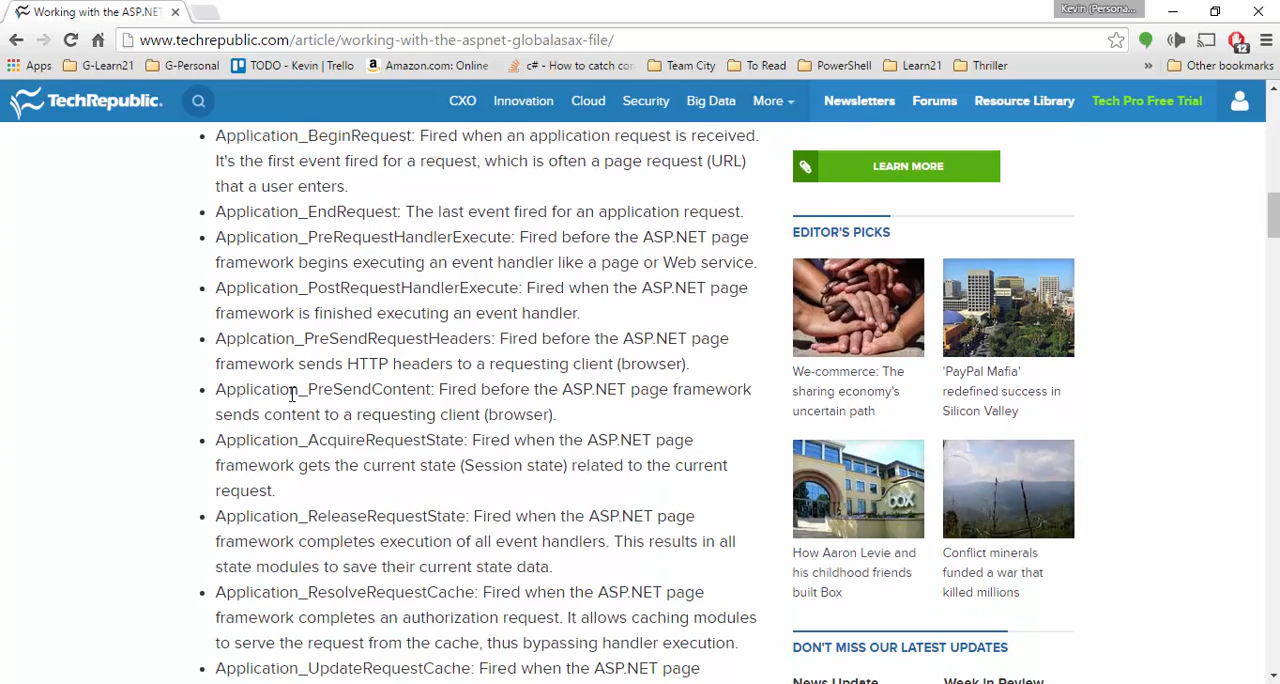 Working with the ASP.NET
Kevin (Persona...
www.techrepublic.com/article/working-with-the-aspnet-globalasax-file/
12
Apps G-Learn21 G-Personal TODO - Kevin | Trello Amazon.com: Online c# - How to catch co Team City To Read PowerShell Learn21 Thriller » Other bookmarks
TechRepublic. CXO Innovation Cloud Security Big Data More Newsletters Forums Resource Library Tech Pro Free Trial
• Application_BeginRequest: Fired when an application request is received.
It's the first event fired for a request, which is often a page request (URL)
that a user enters.
• Application_EndRequest: The last event fired for an application request.
• Application_PreRequestHandlerExecute: Fired before the ASP.NET page
framework begins executing an event handler like a page or Web service.
• Application_PostRequestHandlerExecute: Fired when the ASP.NET page
framework is finished executing an event handler.
• Applcation_PreSendRequestHeaders: Fired before the ASP.NET page
framework sends HTTP headers to a requesting client (browser).
• Application_PreSendContent: Fired before the ASP.NET page framework
sends content to a requesting client (browser).
• Application_AcquireRequestState: Fired when the ASP.NET page
framework gets the current state (Session state) related to the current
request.
• Application_ReleaseRequestState: Fired when the ASP.NET page
framework completes execution of all event handlers. This results in all
state modules to save their current state data.
• Application_ResolveRequestCache: Fired when the ASP.NET page
framework completes an authorization request. It allows caching modules
to serve the request from the cache, thus bypassing handler execution.
• Application_UpdateRequestCache: Fired when the ASP.NET page
LEARN MORE
EDITOR'S PICKS
We-commerce: The
sharing economy's
uncertain path
'PayPal Mafia'
redefined success in
Silicon Valley
box
How Aaron Levie and
his childhood friends
built Box
Conflict minerals
funded a war that
killed millions
DON'T MISS OUR LATEST UPDATES
News Update Week in Review